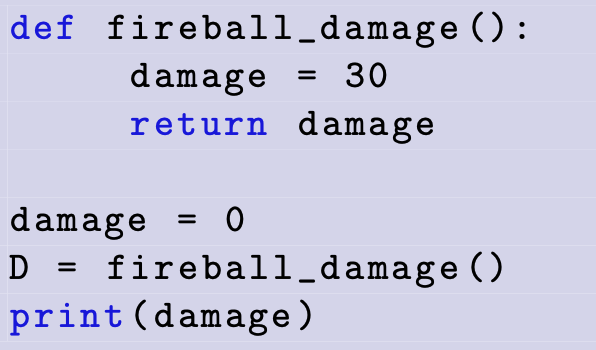 def fireball_damage():
    damage = 30
    return damage

damage = 0
D = fireball_damage()
print(damage)